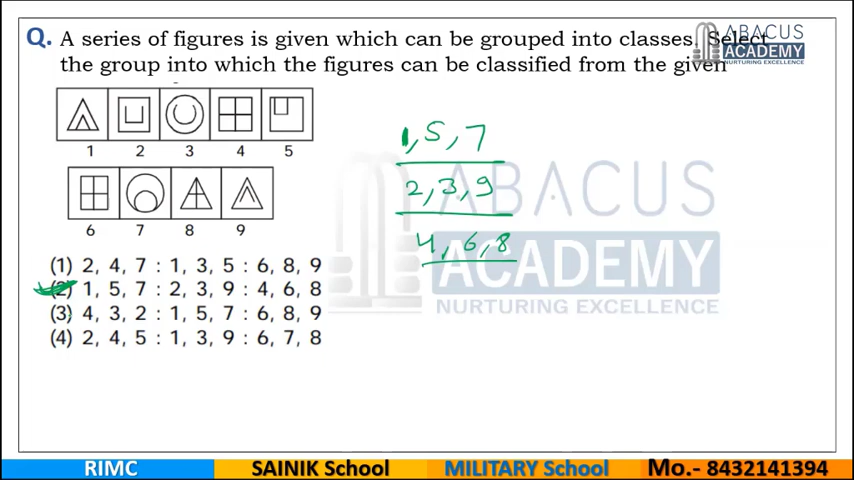 Q. A series of figures is given which can be grouped into classes. Select
the group into which the figures can be classified from the given
ABACUS
ACADEMY
NURTURING EXCELLENCE
1 2 3 4 5
6 7 8 9
1, 5, 7
2, 3, 9
4, 6, 8
(1) 2, 4, 7 : 1, 3, 5 : 6, 8, 9
(2) 1, 5, 7 : 2, 3, 9 : 4, 6, 8
(3) 4, 3, 2 : 1, 5, 7 : 6, 8, 9
(4) 2, 4, 5 : 1, 3, 9 : 6, 7, 8
ABACUS
ACADEMY
NURTURING EXCELLENCE
RIMC SAINIK School MILITARY School Mo.- 8432141394